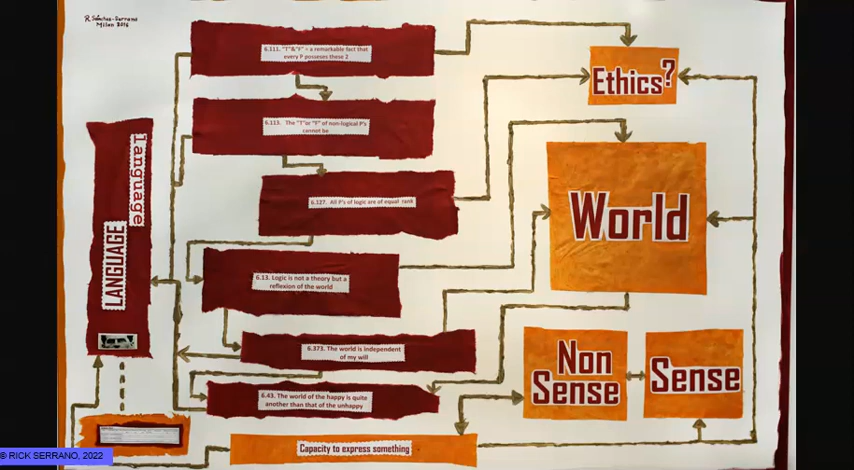 R. Sánchez-Serrano
Milan 2016
6.111. "T"&"F" = a remarkable fact that
every P posseses these 2
Ethics?
6.113. The "T"or "F" of non-logical P's
cannot be
Language
LANGUAGE
6.127. All P's of logic are of equal rank
World
6.13. Logic is not a theory but a
reflexion of the world
6.373. The world is independent
of my will
Non
Sense
Sense
6.43. The world of the happy is quite
another than that of the unhappy
Capacity to express something
© RICK SERRANO, 2022